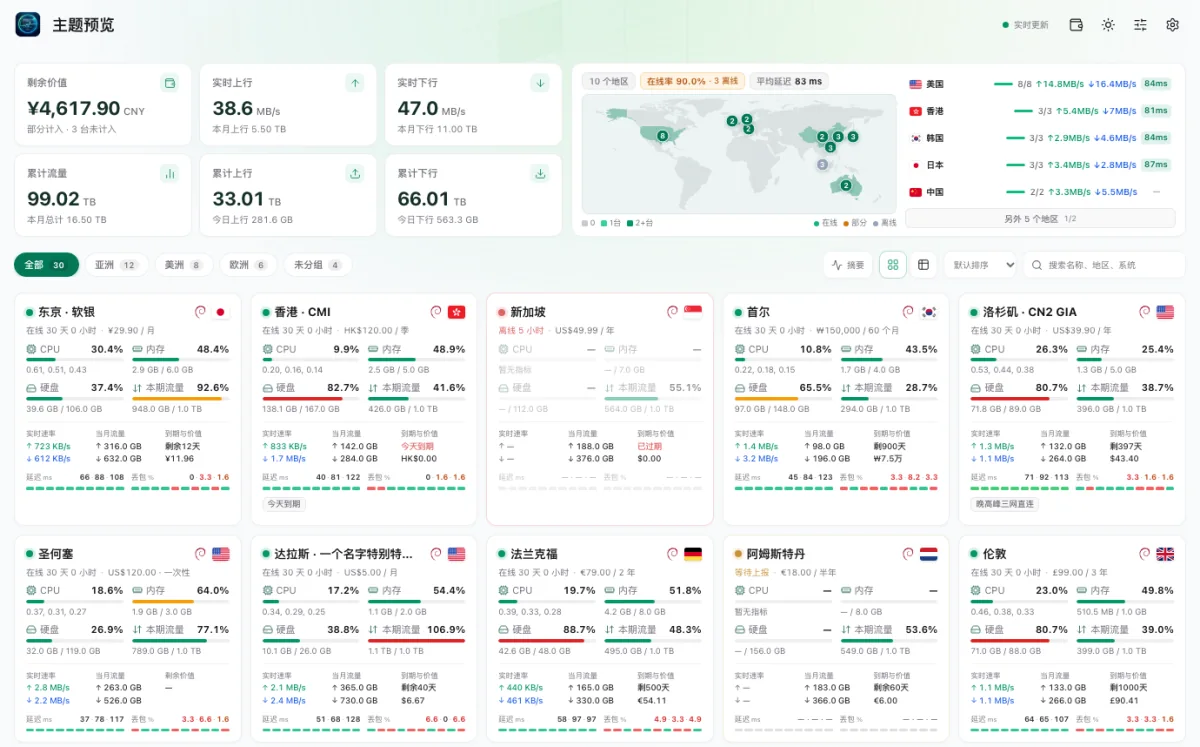 主题预览
实时更新
剩余价值
¥4,617.90 CNY
部分计入 · 3 台未计入
实时上行
38.6 MB/s
本月上行 5.50 TB
实时下行
47.0 MB/s
本月下行 11.00 TB
累计流量
99.02 TB
本月总计 16.50 TB
累计上行
33.01 TB
今日上行 281.6 GB
累计下行
66.01 TB
今日下行 563.3 GB
10 个地区 在线率 90.0% · 3 离线 平均延迟 83 ms
8 2 2 2 2 3 3 3 3 2
0 1台 2+台 在线 部分 离线
美国 8/8 ↑14.8MB/s ↓16.4MB/s 84ms
香港 3/3 ↑5.4MB/s ↓7MB/s 81ms
韩国 3/3 ↑2.9MB/s ↓4.6MB/s 84ms
日本 3/3 ↑3.4MB/s ↓2.8MB/s 87ms
中国 2/2 ↑3.3MB/s ↓5.5MB/s —
另外 5 个地区 1/2
全部 30 亚洲 12 美洲 8 欧洲 6 未分组 4
摘要 默认排序 搜索名称、地区、系统
东京 · 软银
在线 30 天 0 小时 · ¥29.90 / 月
CPU 30.4% 内存 48.4%
0.61, 0.51, 0.43 2.9 GB / 6.0 GB
硬盘 37.4% 本期流量 92.6%
39.6 GB / 106.0 GB 948.0 GB / 1.0 TB
实时速率 当月流量 到期与价值
↑ 723 KB/s ↑ 316.0 GB 剩余12天
↓ 612 KB/s ↓ 632.0 GB ¥11.96
延迟 ms 66 · 88 · 108 丢包 % 0 · 3.3 · 1.6
香港 · CMI
在线 30 天 0 小时 · HK$120.00 / 季
CPU 9.9% 内存 48.9%
0.20, 0.16, 0.14 2.5 GB / 5.0 GB
硬盘 82.7% 本期流量 41.6%
138.1 GB / 167.0 GB 426.0 GB / 1.0 TB
实时速率 当月流量 到期与价值
↑ 833 KB/s ↑ 142.0 GB 今天到期
↓ 1.7 MB/s ↓ 284.0 GB HK$0.00
延迟 ms 40 · 81 · 122 丢包 % 0 · 1.6 · 1.6
今天到期
新加坡
离线 5 小时 · US$49.99 / 年
CPU — 内存 —
暂无指标 — / 7.0 GB
硬盘 — 本期流量 55.1%
— / 112.0 GB 564.0 GB / 1.0 TB
实时速率 当月流量 到期与价值
↑ — ↑ 188.0 GB 已过期
↓ — ↓ 376.0 GB $0.00
延迟 ms — · — · — 丢包 % — · — · —
首尔
在线 30 天 0 小时 · ₩150,000 / 60 个月
CPU 10.8% 内存 43.5%
0.22, 0.18, 0.15 1.7 GB / 4.0 GB
硬盘 65.5% 本期流量 28.7%
97.0 GB / 148.0 GB 294.0 GB / 1.0 TB
实时速率 当月流量 到期与价值
↑ 1.4 MB/s ↑ 98.0 GB 剩900天
↓ 3.2 MB/s ↓ 196.0 GB ₩7.5万
延迟 ms 45 · 84 · 123 丢包 % 3.3 · 8.2 · 3.3
洛杉矶 · CN2 GIA
在线 30 天 0 小时 · US$39.90 / 年
CPU 26.3% 内存 25.4%
0.53, 0.44, 0.38 1.3 GB / 5.0 GB
硬盘 80.7% 本期流量 38.7%
71.8 GB / 89.0 GB 396.0 GB / 1.0 TB
实时速率 当月流量 到期与价值
↑ 1.3 MB/s ↑ 132.0 GB 剩397天
↓ 1.1 MB/s ↓ 264.0 GB $43.40
延迟 ms 71 · 92 · 113 丢包 % 3.3 · 1.6 · 1.6
晚高峰三网直连
圣何塞
在线 30 天 0 小时 · US$120.00 · 一次性
CPU 18.6% 内存 64.0%
0.37, 0.31, 0.27 1.9 GB / 3.0 GB
硬盘 26.9% 本期流量 77.1%
32.0 GB / 119.0 GB 789.0 GB / 1.0 TB
实时速率 当月流量 剩余价值
↑ 2.8 MB/s ↑ 263.0 GB —
↓ 2.2 MB/s ↓ 526.0 GB
延迟 ms 37 · 78 · 117 丢包 % 3.3 · 6.6 · 1.6
达拉斯 · 一个名字特别特...
在线 30 天 0 小时 · US$5.00 / 月
CPU 17.2% 内存 54.4%
0.34, 0.29, 0.25 1.1 GB / 2.0 GB
硬盘 38.8% 本期流量 106.9%
10.1 GB / 26.0 GB 1.1 TB / 1.0 TB
实时速率 当月流量 到期与价值
↑ 2.1 MB/s ↑ 365.0 GB 剩余40天
↓ 2.4 MB/s ↓ 730.0 GB $6.67
延迟 ms 51 · 68 · 128 丢包 % 6.6 · 0 · 6.6
法兰克福
在线 30 天 0 小时 · €79.00 / 2 年
CPU 19.7% 内存 51.8%
0.39, 0.33, 0.28 4.2 GB / 8.0 GB
硬盘 88.7% 本期流量 48.3%
42.6 GB / 48.0 GB 495.0 GB / 1.0 TB
实时速率 当月流量 到期与价值
↑ 440 KB/s ↑ 165.0 GB 剩500天
↓ 461 KB/s ↓ 330.0 GB €54.11
延迟 ms 58 · 97 · 97 丢包 % 4.9 · 3.3 · 4.9
阿姆斯特丹
等待上报 · €18.00 / 半年
CPU — 内存 —
暂无指标 — / 8.0 GB
硬盘 — 本期流量 53.6%
— / 156.0 GB 549.0 GB / 1.0 TB
实时速率 当月流量 到期与价值
↑ — ↑ 183.0 GB 剩余60天
↓ — ↓ 366.0 GB €6.00
延迟 ms — · — · — 丢包 % — · — · —
伦敦
在线 30 天 0 小时 · £99.00 / 3 年
CPU 23.0% 内存 49.8%
0.46, 0.38, 0.33 510.5 MB / 1.0 GB
硬盘 80.7% 本期流量 39.0%
71.0 GB / 88.0 GB 399.0 GB / 1.0 TB
实时速率 当月流量 到期与价值
↑ 1.1 MB/s ↑ 133.0 GB 剩1000天
↓ 1.1 MB/s ↓ 266.0 GB £90.41
延迟 ms 64 · 65 · 107 丢包 % 3.3 · 3.3 · 1.6